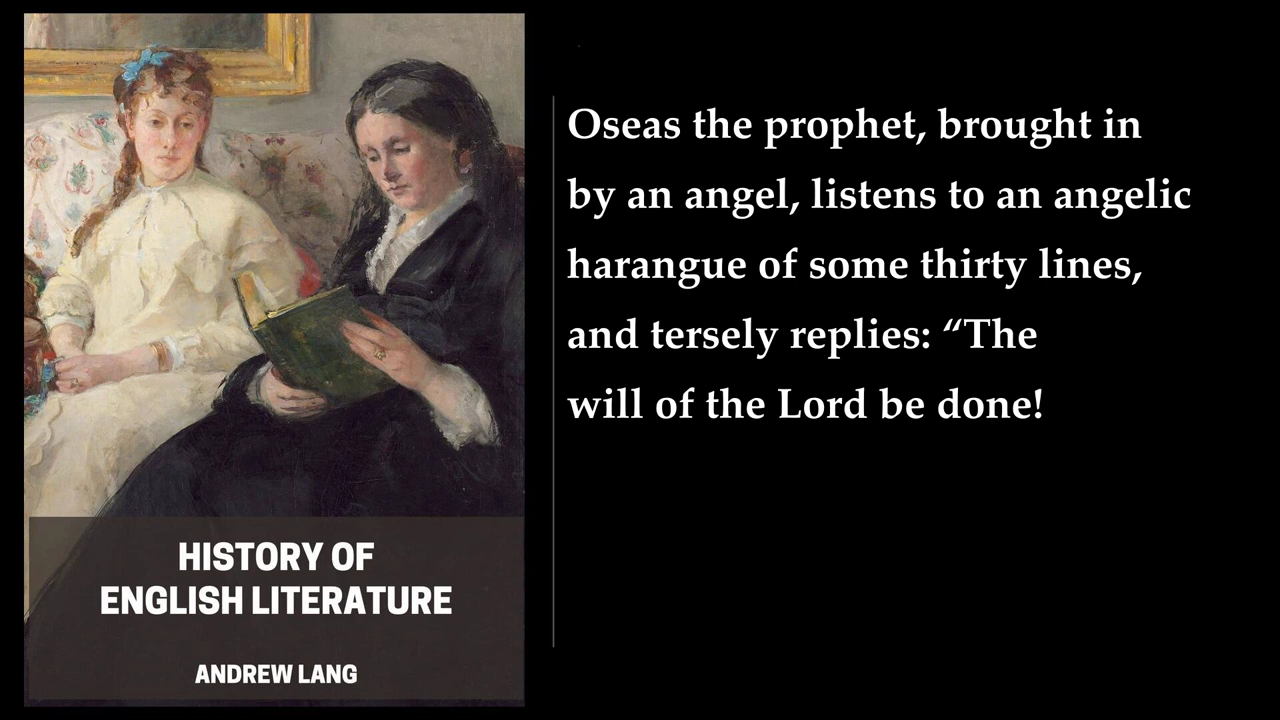 HISTORY OF
ENGLISH LITERATURE
ANDREW LANG
Oseas the prophet, brought in
by an angel, listens to an angelic
harangue of some thirty lines,
and tersely replies: “The
will of the Lord be done!